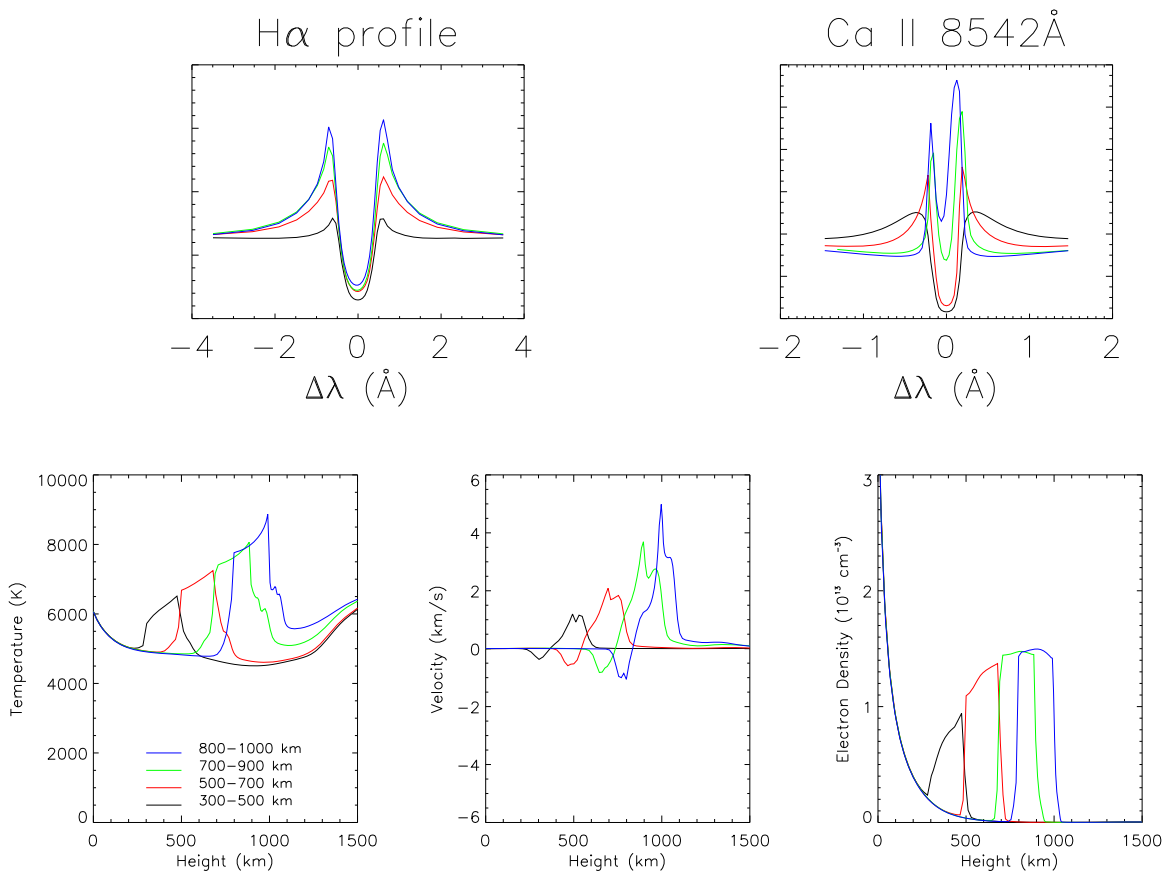 Hα profile
Ca II 8542Å
−4 −2 0 2 4
Δλ (Å)
−2 −1 0 1 2
Δλ (Å)
10000
8000
6000
4000
2000
0
Temperature (K)
800−1000 km
700−900 km
500−700 km
300−500 km
0 500 1000 1500
Height (km)
6
4
2
0
−2
−4
−6
Velocity (km/s)
0 500 1000 1500
Height (km)
3
2
1
0
Electron Density (10¹³ cm⁻³)
0 500 1000 1500
Height (km)